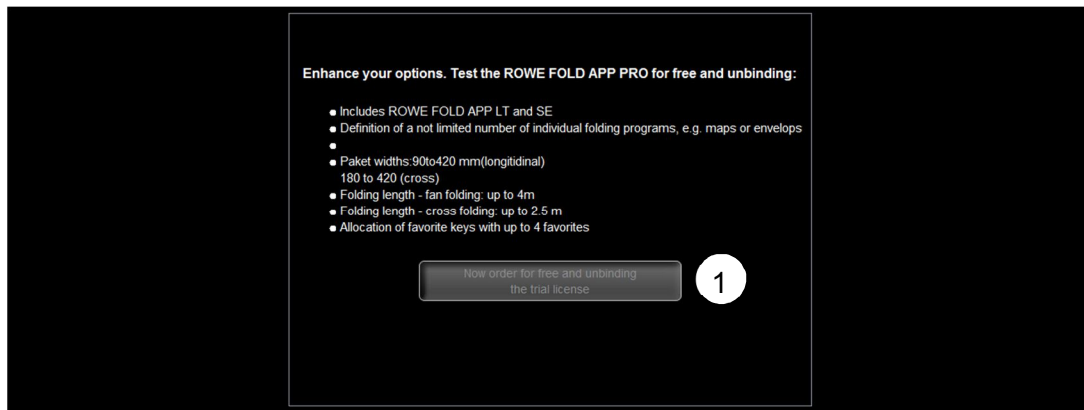 Enhance your options. Test the ROWE FOLD APP PRO for free and unbinding:
● Includes ROWE FOLD APP LT and SE
● Definition of a not limited number of individual folding programs, e.g. maps or envelops
●
● Paket widths:90to420 mm(longitidinal)
180 to 420 (cross)
● Folding length - fan folding: up to 4m
● Folding length - cross folding: up to 2.5 m
● Allocation of favorite keys with up to 4 favorites
Now order for free and unbinding
the trial license
1